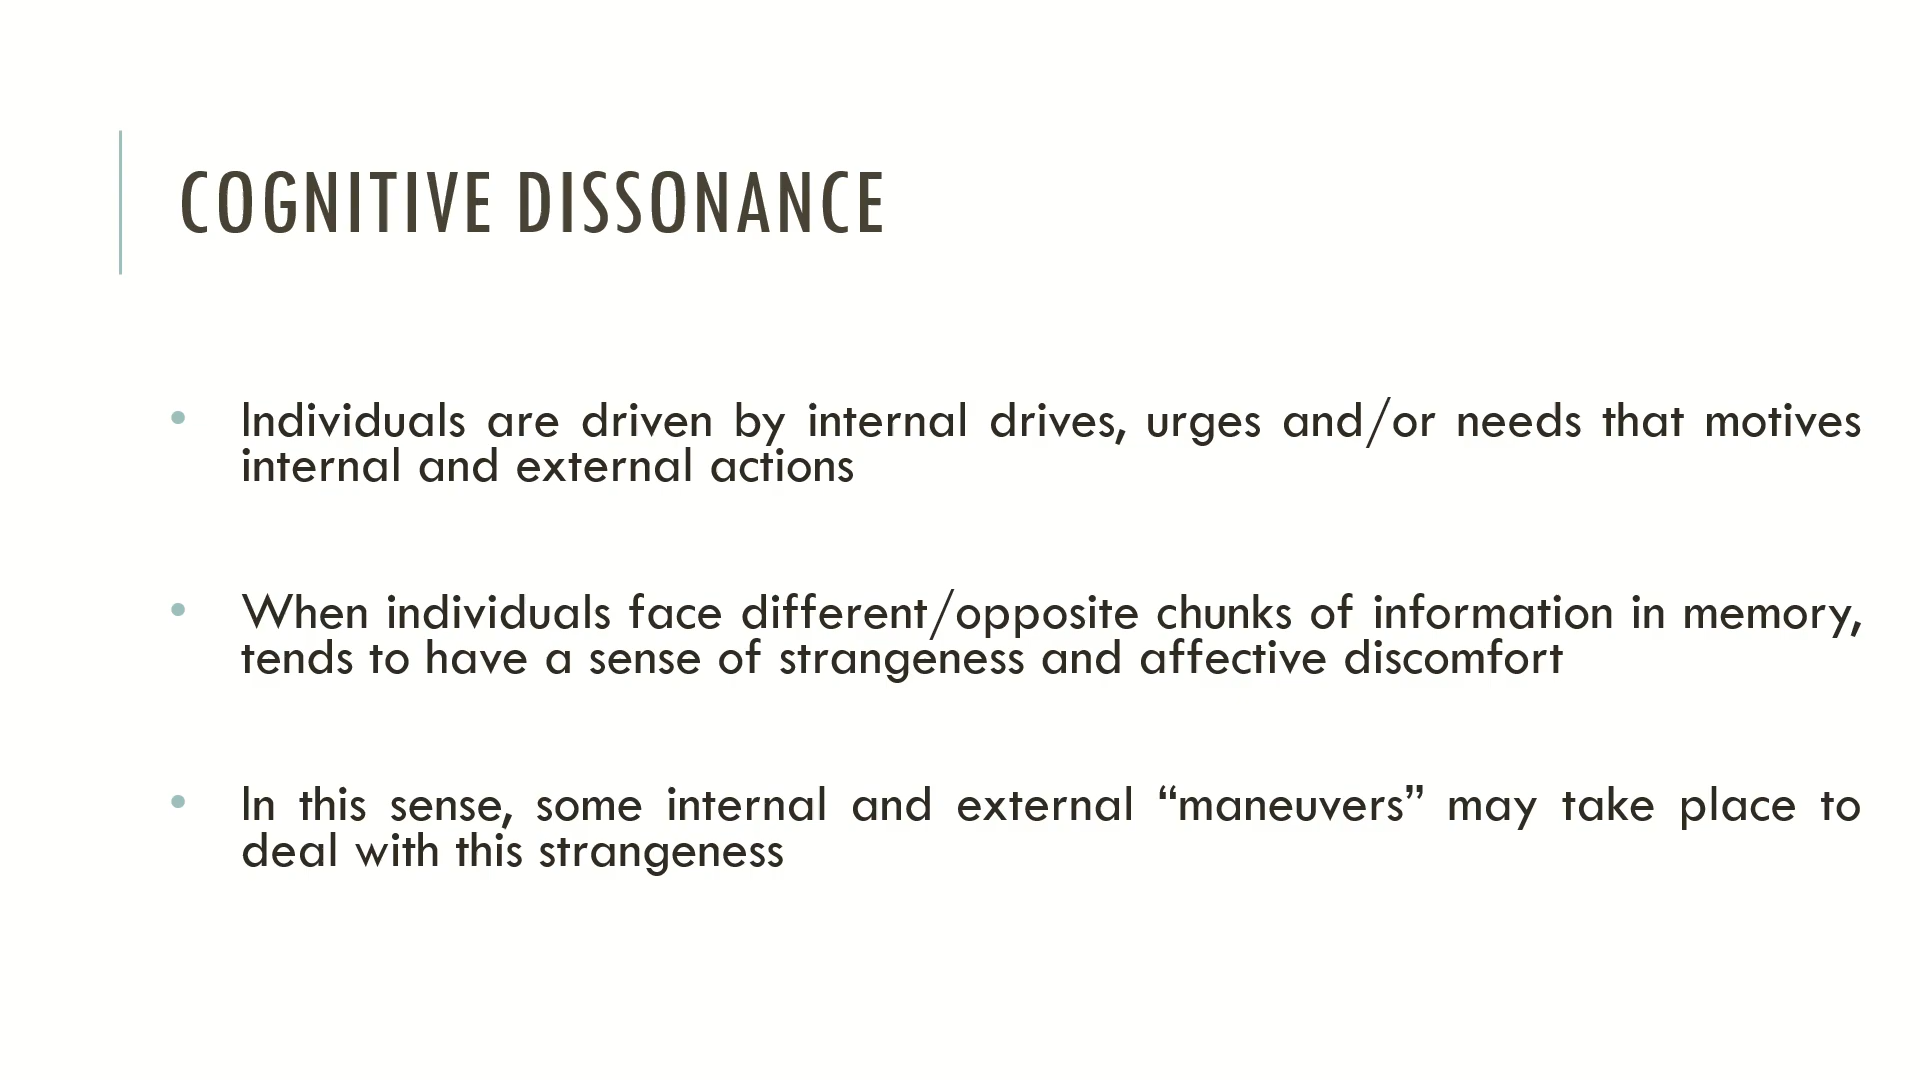 COGNITIVE DISSONANCE
• Individuals are driven by internal drives, urges and/or needs that motives
internal and external actions
• When individuals face different/opposite chunks of information in memory,
tends to have a sense of strangeness and affective discomfort
• In this sense, some internal and external “maneuvers” may take place to
deal with this strangeness